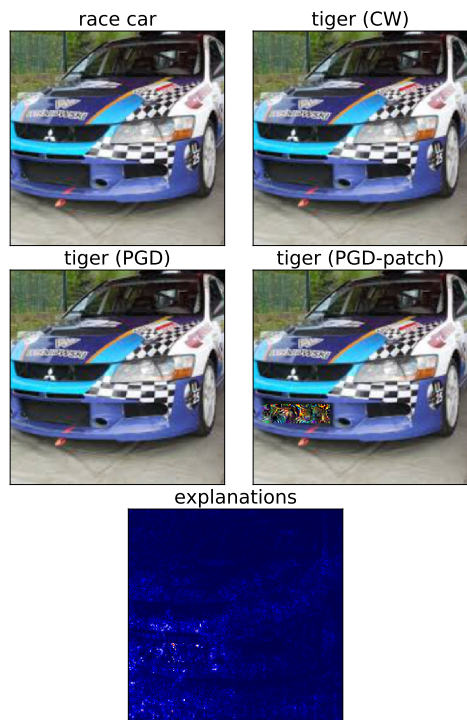 race car
tiger (CW)
tiger (PGD)
tiger (PGD-patch)
explanations